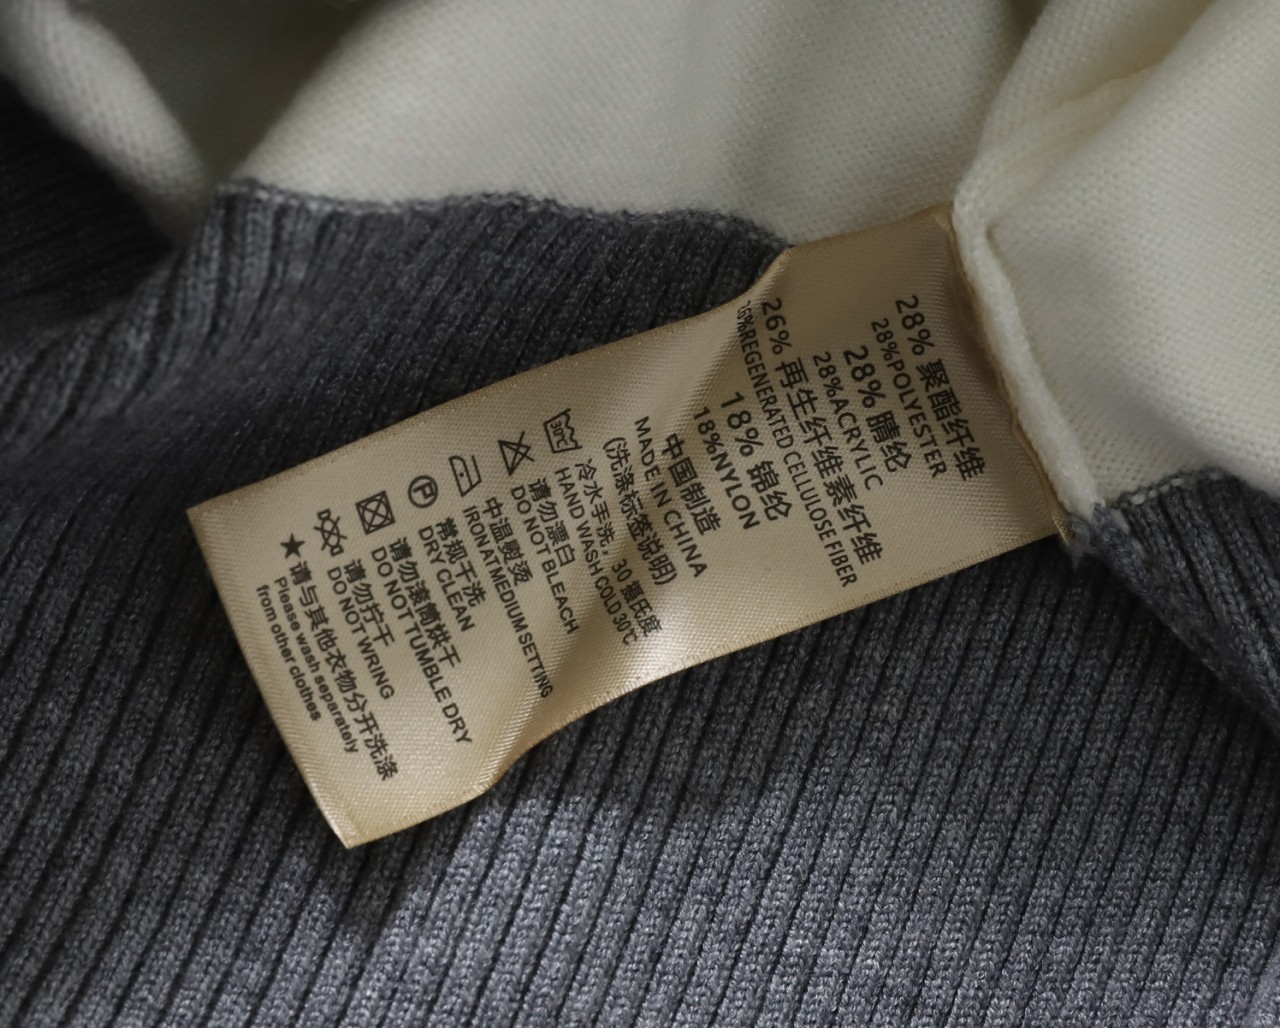 28% 聚酯纤维
28%POLYESTER
28% 腈纶
28%ACRYLIC
26% 再生纤维素纤维
26%REGENERATED CELLULOSE FIBER
18% 锦纶
18%NYLON
中国制造
MADE IN CHINA
(洗涤标签说明)
30℃
冷水手洗，30 摄氏度
HAND WASH COLD 30℃
请勿漂白
DO NOT BLEACH
中温熨烫
IRONATMEDIUMSETTING
P
常规干洗
DRY CLEAN
请勿滚筒烘干
DO NOT TUMBLE DRY
请勿拧干
DO NOT WRING
★请与其他衣物分开洗涤
Please wash separately
from other clothes